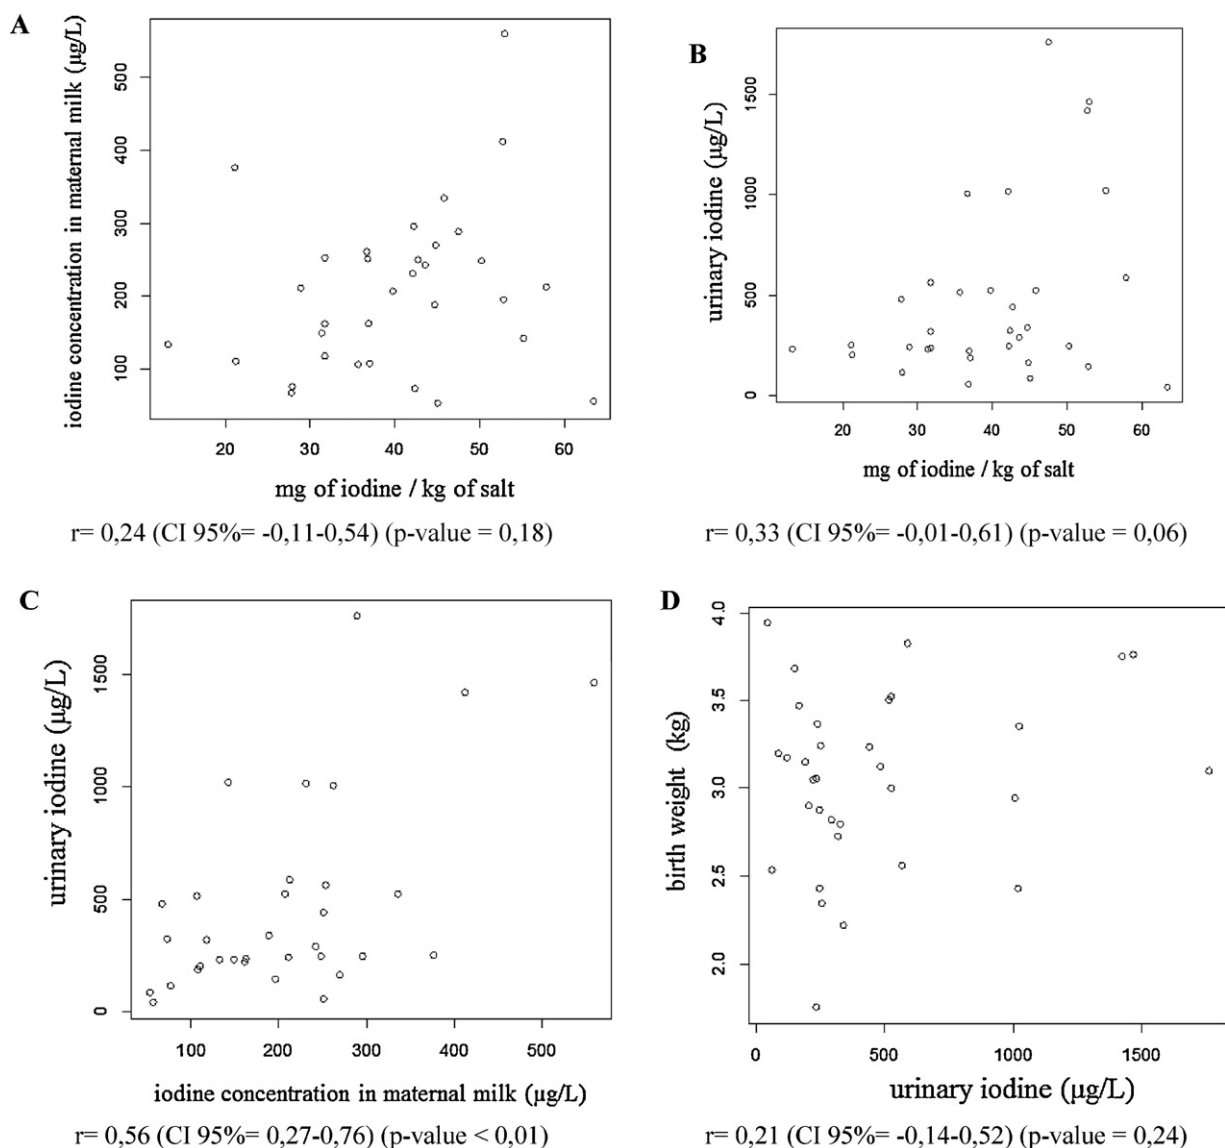 A
iodine concentration in maternal milk (µg/L)
500
400
300
200
100
20 30 40 50 60
mg of iodine / kg of salt
r= 0,24 (CI 95%= -0,11-0,54) (p-value = 0,18)
B
urinary iodine (µg/L)
1500
1000
500
0
20 30 40 50 60
mg of iodine / kg of salt
r= 0,33 (CI 95%= -0,01-0,61) (p-value = 0,06)
C
urinary iodine (µg/L)
1500
1000
500
0
100 200 300 400 500
iodine concentration in maternal milk (µg/L)
r= 0,56 (CI 95%= 0,27-0,76) (p-value < 0,01)
D
birth weight (kg)
4.0
3.5
3.0
2.5
2.0
0 500 1000 1500
urinary iodine (µg/L)
r= 0,21 (CI 95%= -0,14-0,52) (p-value = 0,24)